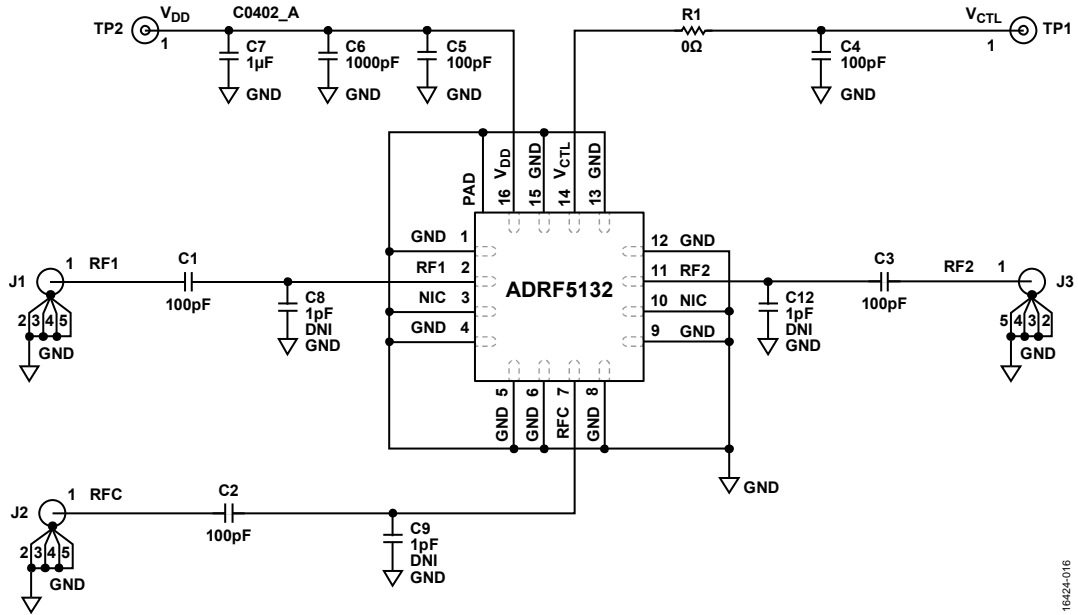 TP2
1
VDD
C0402_A
C7
1µF
GND
C6
1000pF
GND
C5
100pF
GND
R1
0Ω
C4
100pF
GND
VCTL
1
TP1
PAD
16 VDD
15 GND
14 VCTL
13 GND
GND 1
RF1 2
NIC 3
GND 4
ADRF5132
12 GND
11 RF2
10 NIC
9 GND
GND 5
GND 6
RFC 7
GND 8
GND
J1
1 RF1
2 3 4 5
GND
C1
100pF
C8
1pF
DNI
GND
C12
1pF
DNI
GND
C3
100pF
RF2 1
J3
5 4 3 2
GND
J2
1 RFC
2 3 4 5
GND
C2
100pF
C9
1pF
DNI
GND
16424-016